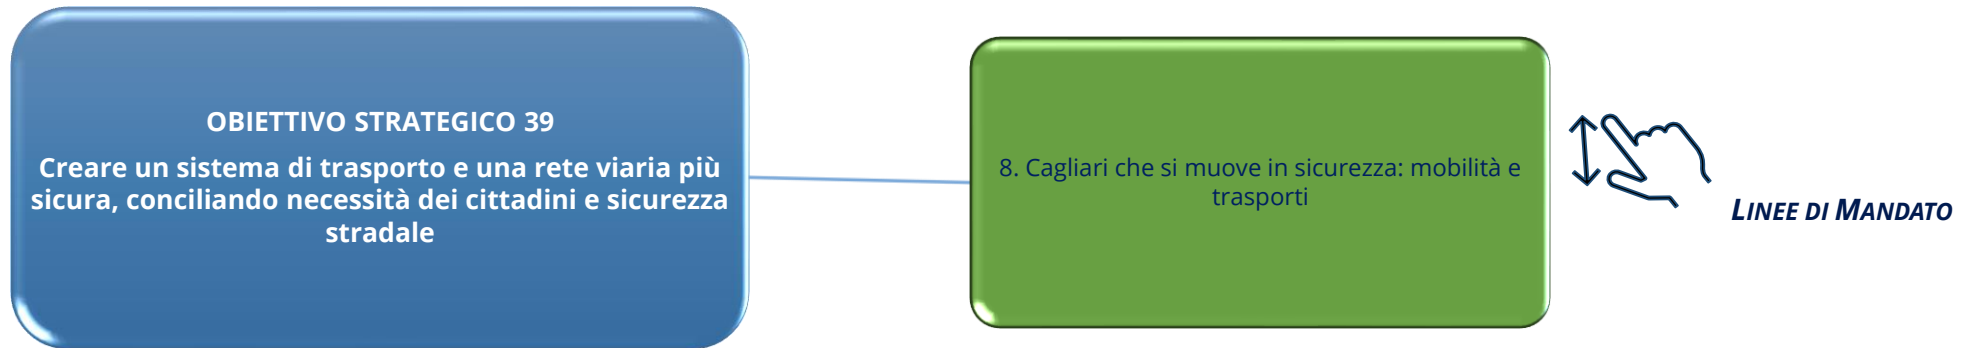 OBIETTIVO STRATEGICO 39
Creare un sistema di trasporto e una rete viaria più
sicura, conciliando necessità dei cittadini e sicurezza
stradale
8. Cagliari che si muove in sicurezza: mobilità e
trasporti
LINEE DI MANDATO